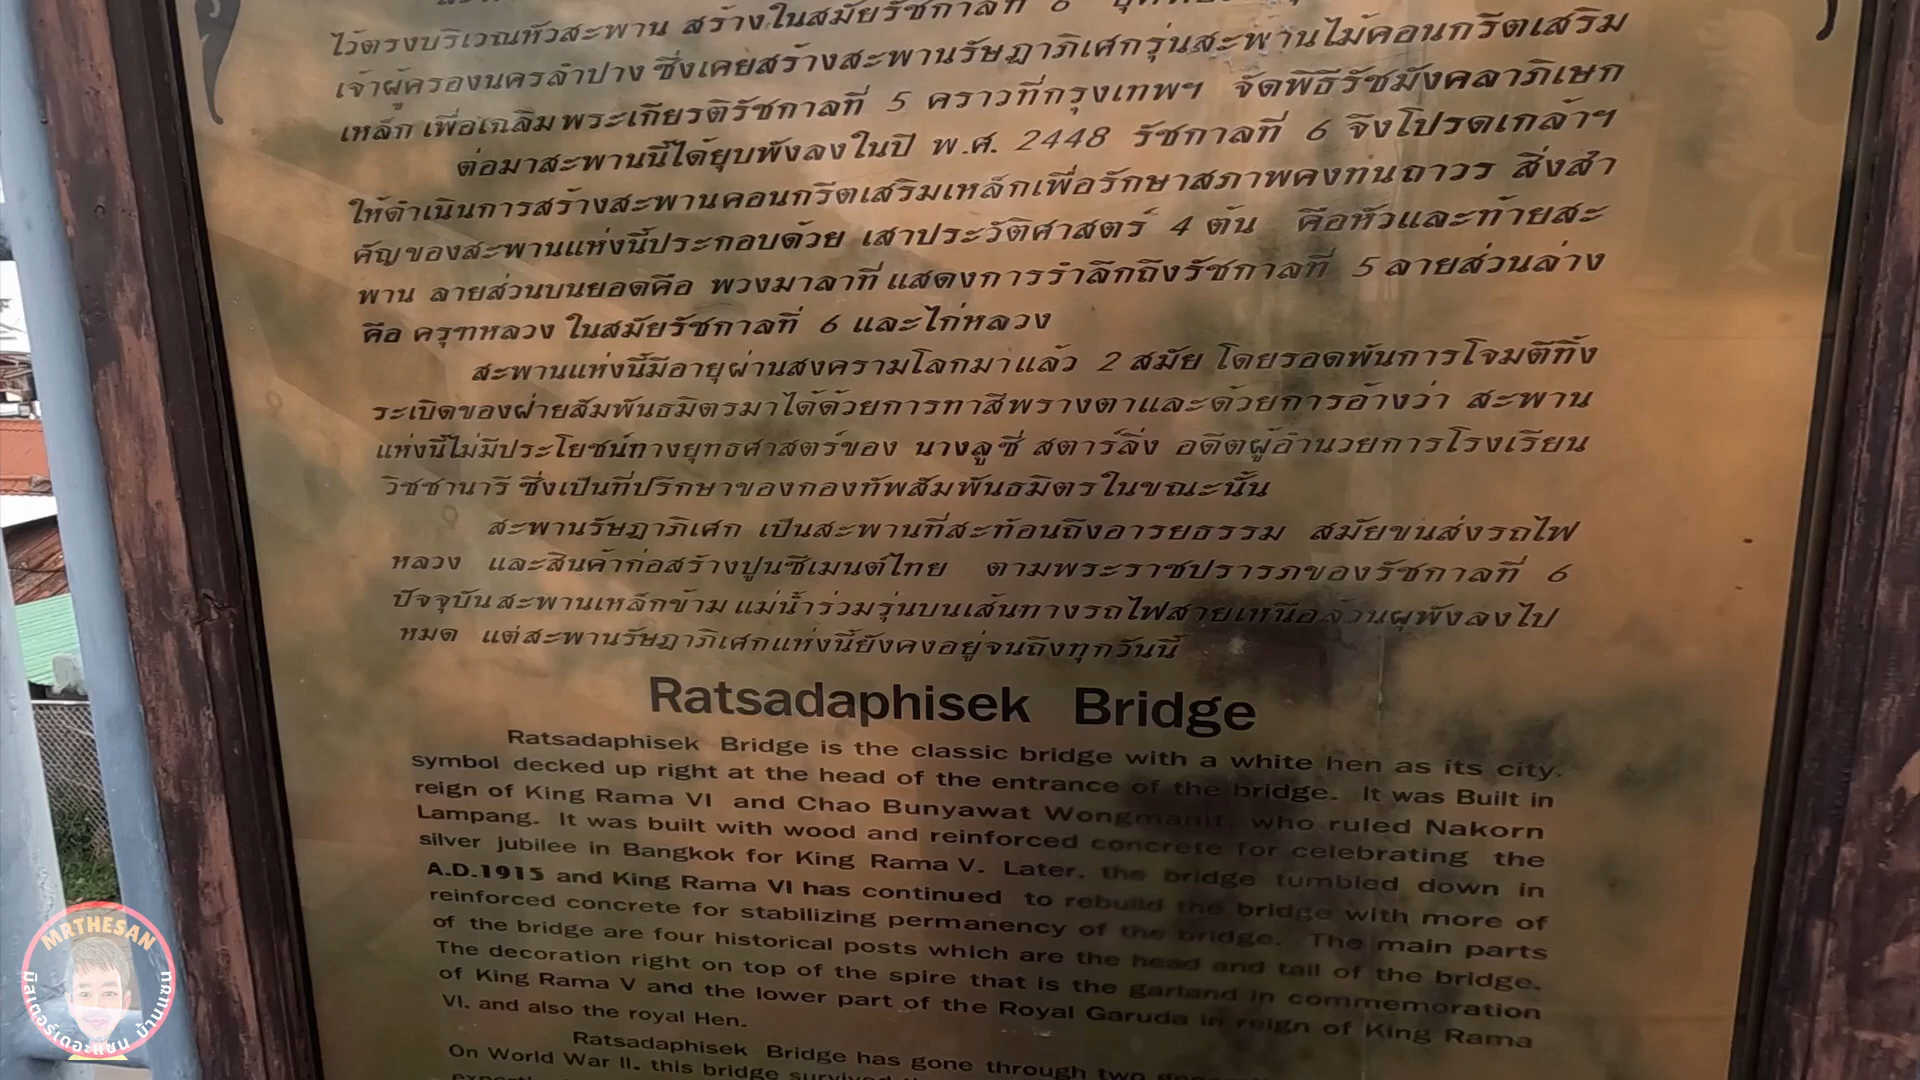 ไว้ตรงบริเวณหัวสะพาน สร้างในสมัยรัชกาลที่ 6
เจ้าผู้ครองนครลำปาง ซึ่งเคยสร้างสะพานรัษฎาภิเศกรุ่นสะพานไม้คอนกรีตเสริม
เหล็ก เพื่อเฉลิมพระเกียรติรัชกาลที่ 5 คราวที่กรุงเทพฯ จัดพิธีรัชมังคลาภิเษก
ต่อมาสะพานนี้ได้ยุบพังลงในปี พ.ศ. 2448 รัชกาลที่ 6 จึงโปรดเกล้าฯ
ให้ดำเนินการสร้างสะพานคอนกรีตเสริมเหล็กเพื่อรักษาสภาพคงทนถาวร สิ่งสำ
คัญของสะพานแห่งนี้ประกอบด้วย เสาประวัติศาสตร์ 4 ต้น คือหัวและท้ายสะ
พาน ลายส่วนบนยอดคือ พวงมาลาที่แสดงการรำลึกถึงรัชกาลที่ 5 ลายส่วนล่าง
คือ ครุฑหลวง ในสมัยรัชกาลที่ 6 และไก่หลวง
สะพานแห่งนี้มีอายุผ่านสงครามโลกมาแล้ว 2 สมัย โดยรอดพ้นการโจมตีทิ้ง
ระเบิดของฝ่ายสัมพันธมิตรมาได้ด้วยการทาสีพรางตาและด้วยการอ้างว่า สะพาน
แห่งนี้ไม่มีประโยชน์ทางยุทธศาสตร์ของ นางลูซี่ สตาร์ลิ่ง อดีตผู้อำนวยการโรงเรียน
วิชชานารี ซึ่งเป็นที่ปรึกษาของกองทัพสัมพันธมิตรในขณะนั้น
สะพานรัษฎาภิเศก เป็นสะพานที่สะท้อนถึงอารยธรรม สมัยขนส่งรถไฟ
หลวง และสินค้าก่อสร้างปูนซีเมนต์ไทย ตามพระราชปรารภของรัชกาลที่ 6
ปัจจุบันสะพานเหล็กข้ามแม่น้ำร่วมรุ่นบนเส้นทางรถไฟสายเหนือล้วนผุพังลงไป
หมด แต่สะพานรัษฎาภิเศกแห่งนี้ยังคงอยู่จนถึงทุกวันนี้
Ratsadaphisek Bridge
Ratsadaphisek Bridge is the classic bridge with a white hen as its city.
symbol decked up right at the head of the entrance of the bridge. It was Built in
reign of King Rama VI and Chao Bunyawat Wongmanit, who ruled Nakorn
Lampang. It was built with wood and reinforced concrete for celebrating the
silver jubilee in Bangkok for King Rama V. Later, the bridge tumbled down in
A.D.1915 and King Rama VI has continued to rebuild the bridge with more of
reinforced concrete for stabilizing permanency of the bridge. The main parts
of the bridge are four historical posts which are the head and tail of the bridge.
The decoration right on top of the spire that is the garland in commemoration
of King Rama V and the lower part of the Royal Garuda in reign of King Rama
VI. and also the royal Hen.
Ratsadaphisek Bridge has gone through two
On World War II. this bridge survived
MRTHESAN
มิสเตอร์เดอะแซน บ้านแซน